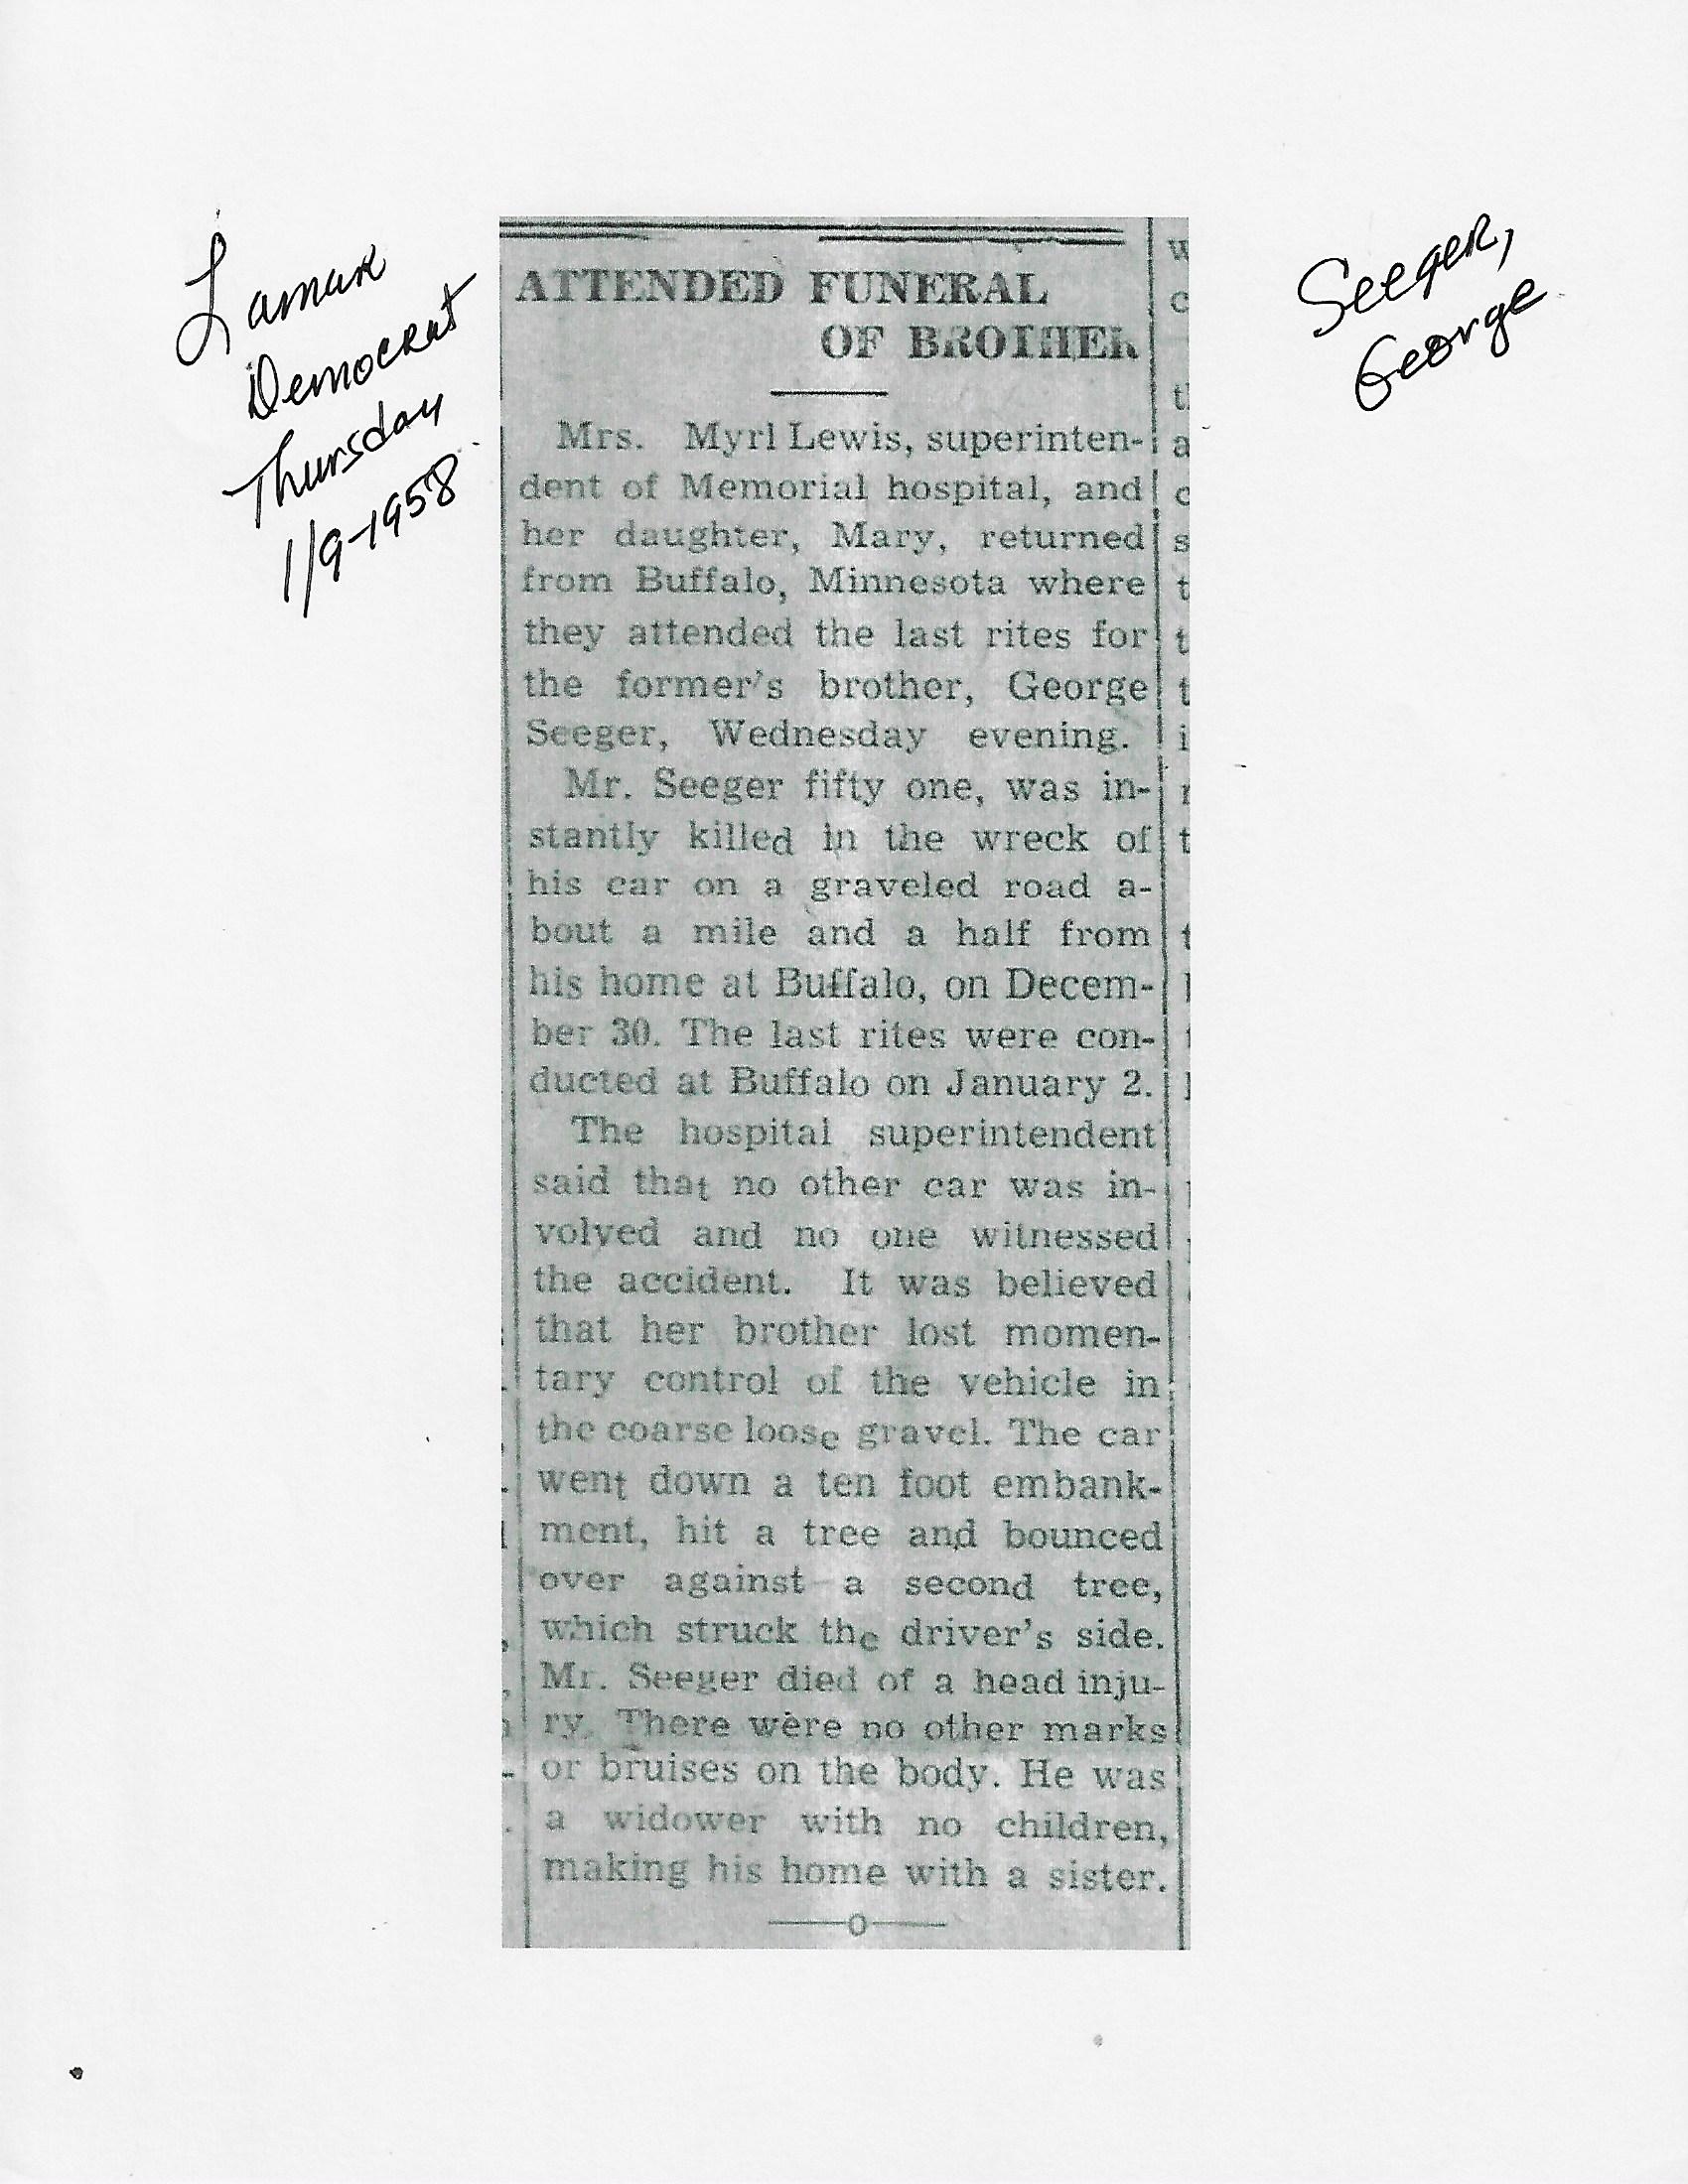 Lamar
Democrat
Thursday
1/9-1958
Seeger,
George
ATTENDED FUNERAL
OF BROTHER
Mrs. Myrl Lewis, superinten-
dent of Memorial hospital, and
her daughter, Mary, returned
from Buffalo, Minnesota where
they attended the last rites for
the former's brother, George
Seeger, Wednesday evening.
Mr. Seeger fifty one, was in-
stantly killed in the wreck of
his car on a graveled road a-
bout a mile and a half from
his home at Buffalo, on Decem-
ber 30. The last rites were con-
ducted at Buffalo on January 2.
The hospital superintendent
said that no other car was in-
volved and no one witnessed
the accident. It was believed
that her brother lost momen-
tary control of the vehicle in
the coarse loose gravel. The car
went down a ten foot embank-
ment, hit a tree and bounced
over against a second tree,
which struck the driver's side.
Mr. Seeger died of a head inju-
ry. There were no other marks
or bruises on the body. He was
a widower with no children,
making his home with a sister.
o